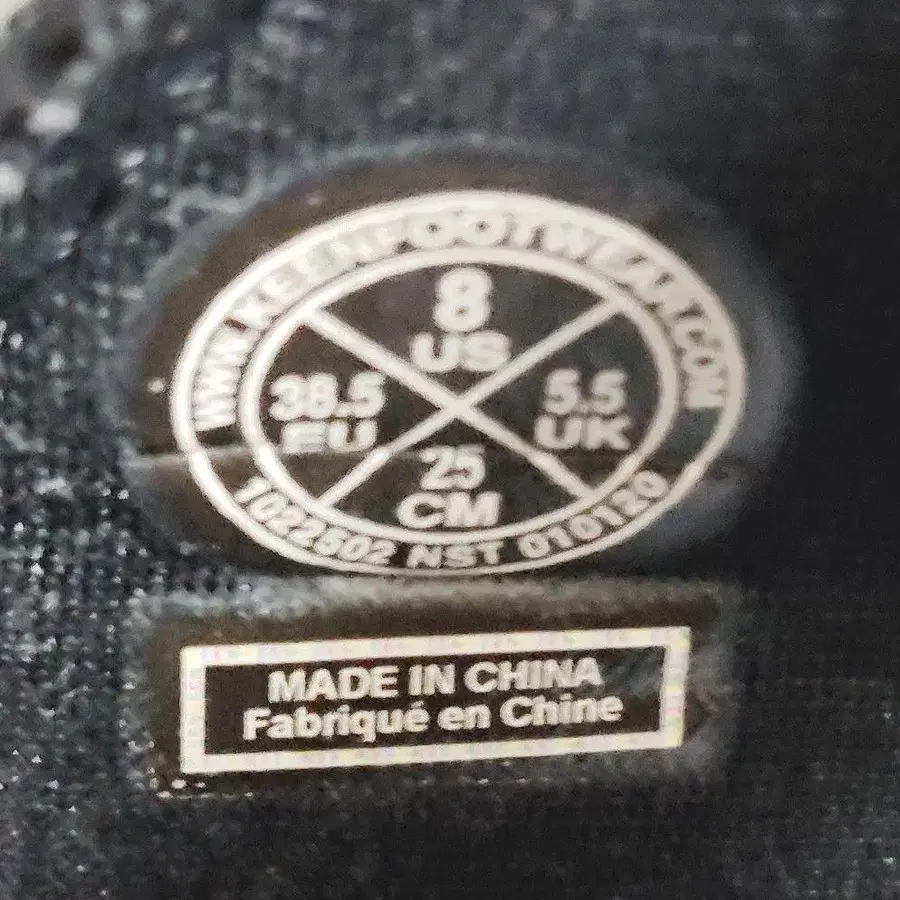 WWW.KEENFOOTWEAR.COM
8
US
38.5
EU
5.5
UK
25
CM
1022502 NST 010120
MADE IN CHINA
Fabriqué en Chine